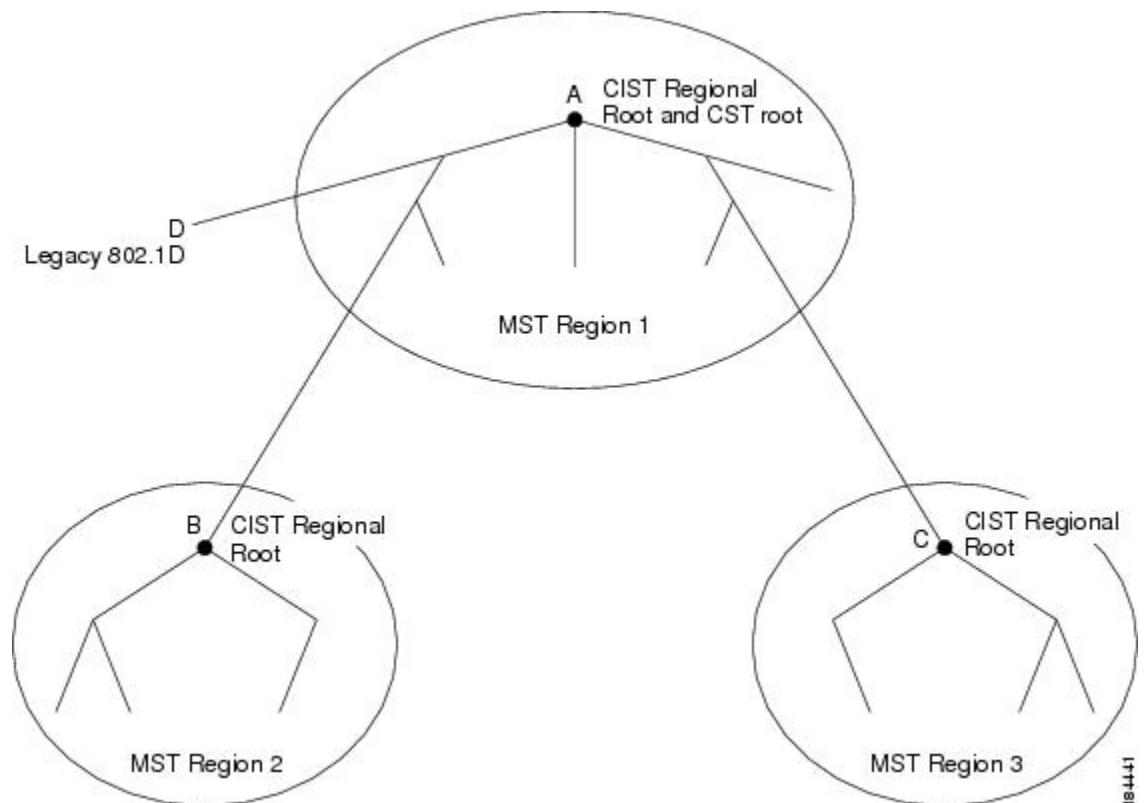 A
CIST Regional
Root and CST root
D
Legacy 802.1D
MST Region 1
B
CIST Regional
Root
C
CIST Regional
Root
MST Region 2
MST Region 3
84441